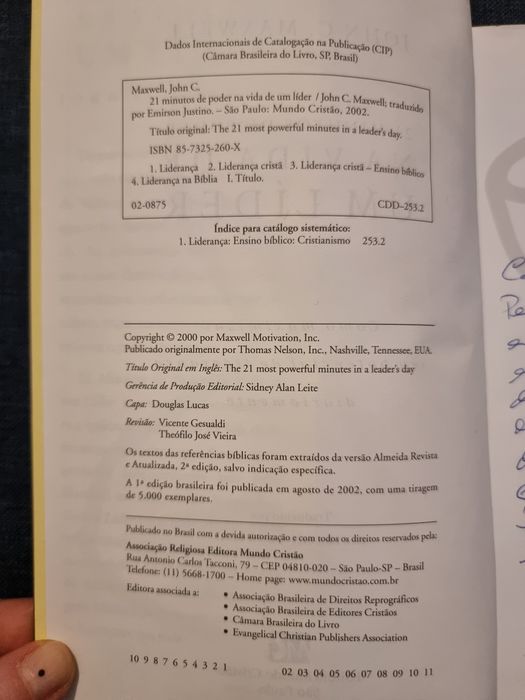 Dados Internacionais de Catalogação na Publicação (CIP)
(Câmara Brasileira do Livro, SP, Brasil)
Maxwell, John C.
21 minutos de poder na vida de um líder / John C. Maxwell; traduzido
por Emirson Justino. – São Paulo: Mundo Cristão, 2002.
Título original: The 21 most powerful minutes in a leader's day.
ISBN 85-7325-260-X
1. Liderança 2. Liderança cristã 3. Liderança cristã – Ensino bíblico
4. Liderança na Bíblia I. Título.
02-0875 CDD–253.2
Índice para catálogo sistemático:
1. Liderança: Ensino bíblico: Cristianismo 253.2
Copyright © 2000 por Maxwell Motivation, Inc.
Publicado originalmente por Thomas Nelson, Inc., Nashville, Tennessee, EUA.
Título Original em Inglês: The 21 most powerful minutes in a leader's day
Gerência de Produção Editorial: Sidney Alan Leite
Capa: Douglas Lucas
Revisão: Vicente Gesualdi
Theófilo José Vieira
Os textos das referências bíblicas foram extraídos da versão Almeida Revista
e Atualizada, 2ª edição, salvo indicação específica.
A 1ª edição brasileira foi publicada em agosto de 2002, com uma tiragem
de 5.000 exemplares.
Publicado no Brasil com a devida autorização e com todos os direitos reservados pela:
Associação Religiosa Editora Mundo Cristão
Rua Antonio Carlos Tacconi, 79 – CEP 04810-020 – São Paulo-SP – Brasil
Telefone: (11) 5668-1700 – Home page: www.mundocristao.com.br
Editora associada a:
• Associação Brasileira de Direitos Reprográficos
• Associação Brasileira de Editores Cristãos
• Câmara Brasileira do Livro
• Evangelical Christian Publishers Association
10 9 8 7 6 5 4 3 2 1 02 03 04 05 06 07 08 09 10 11